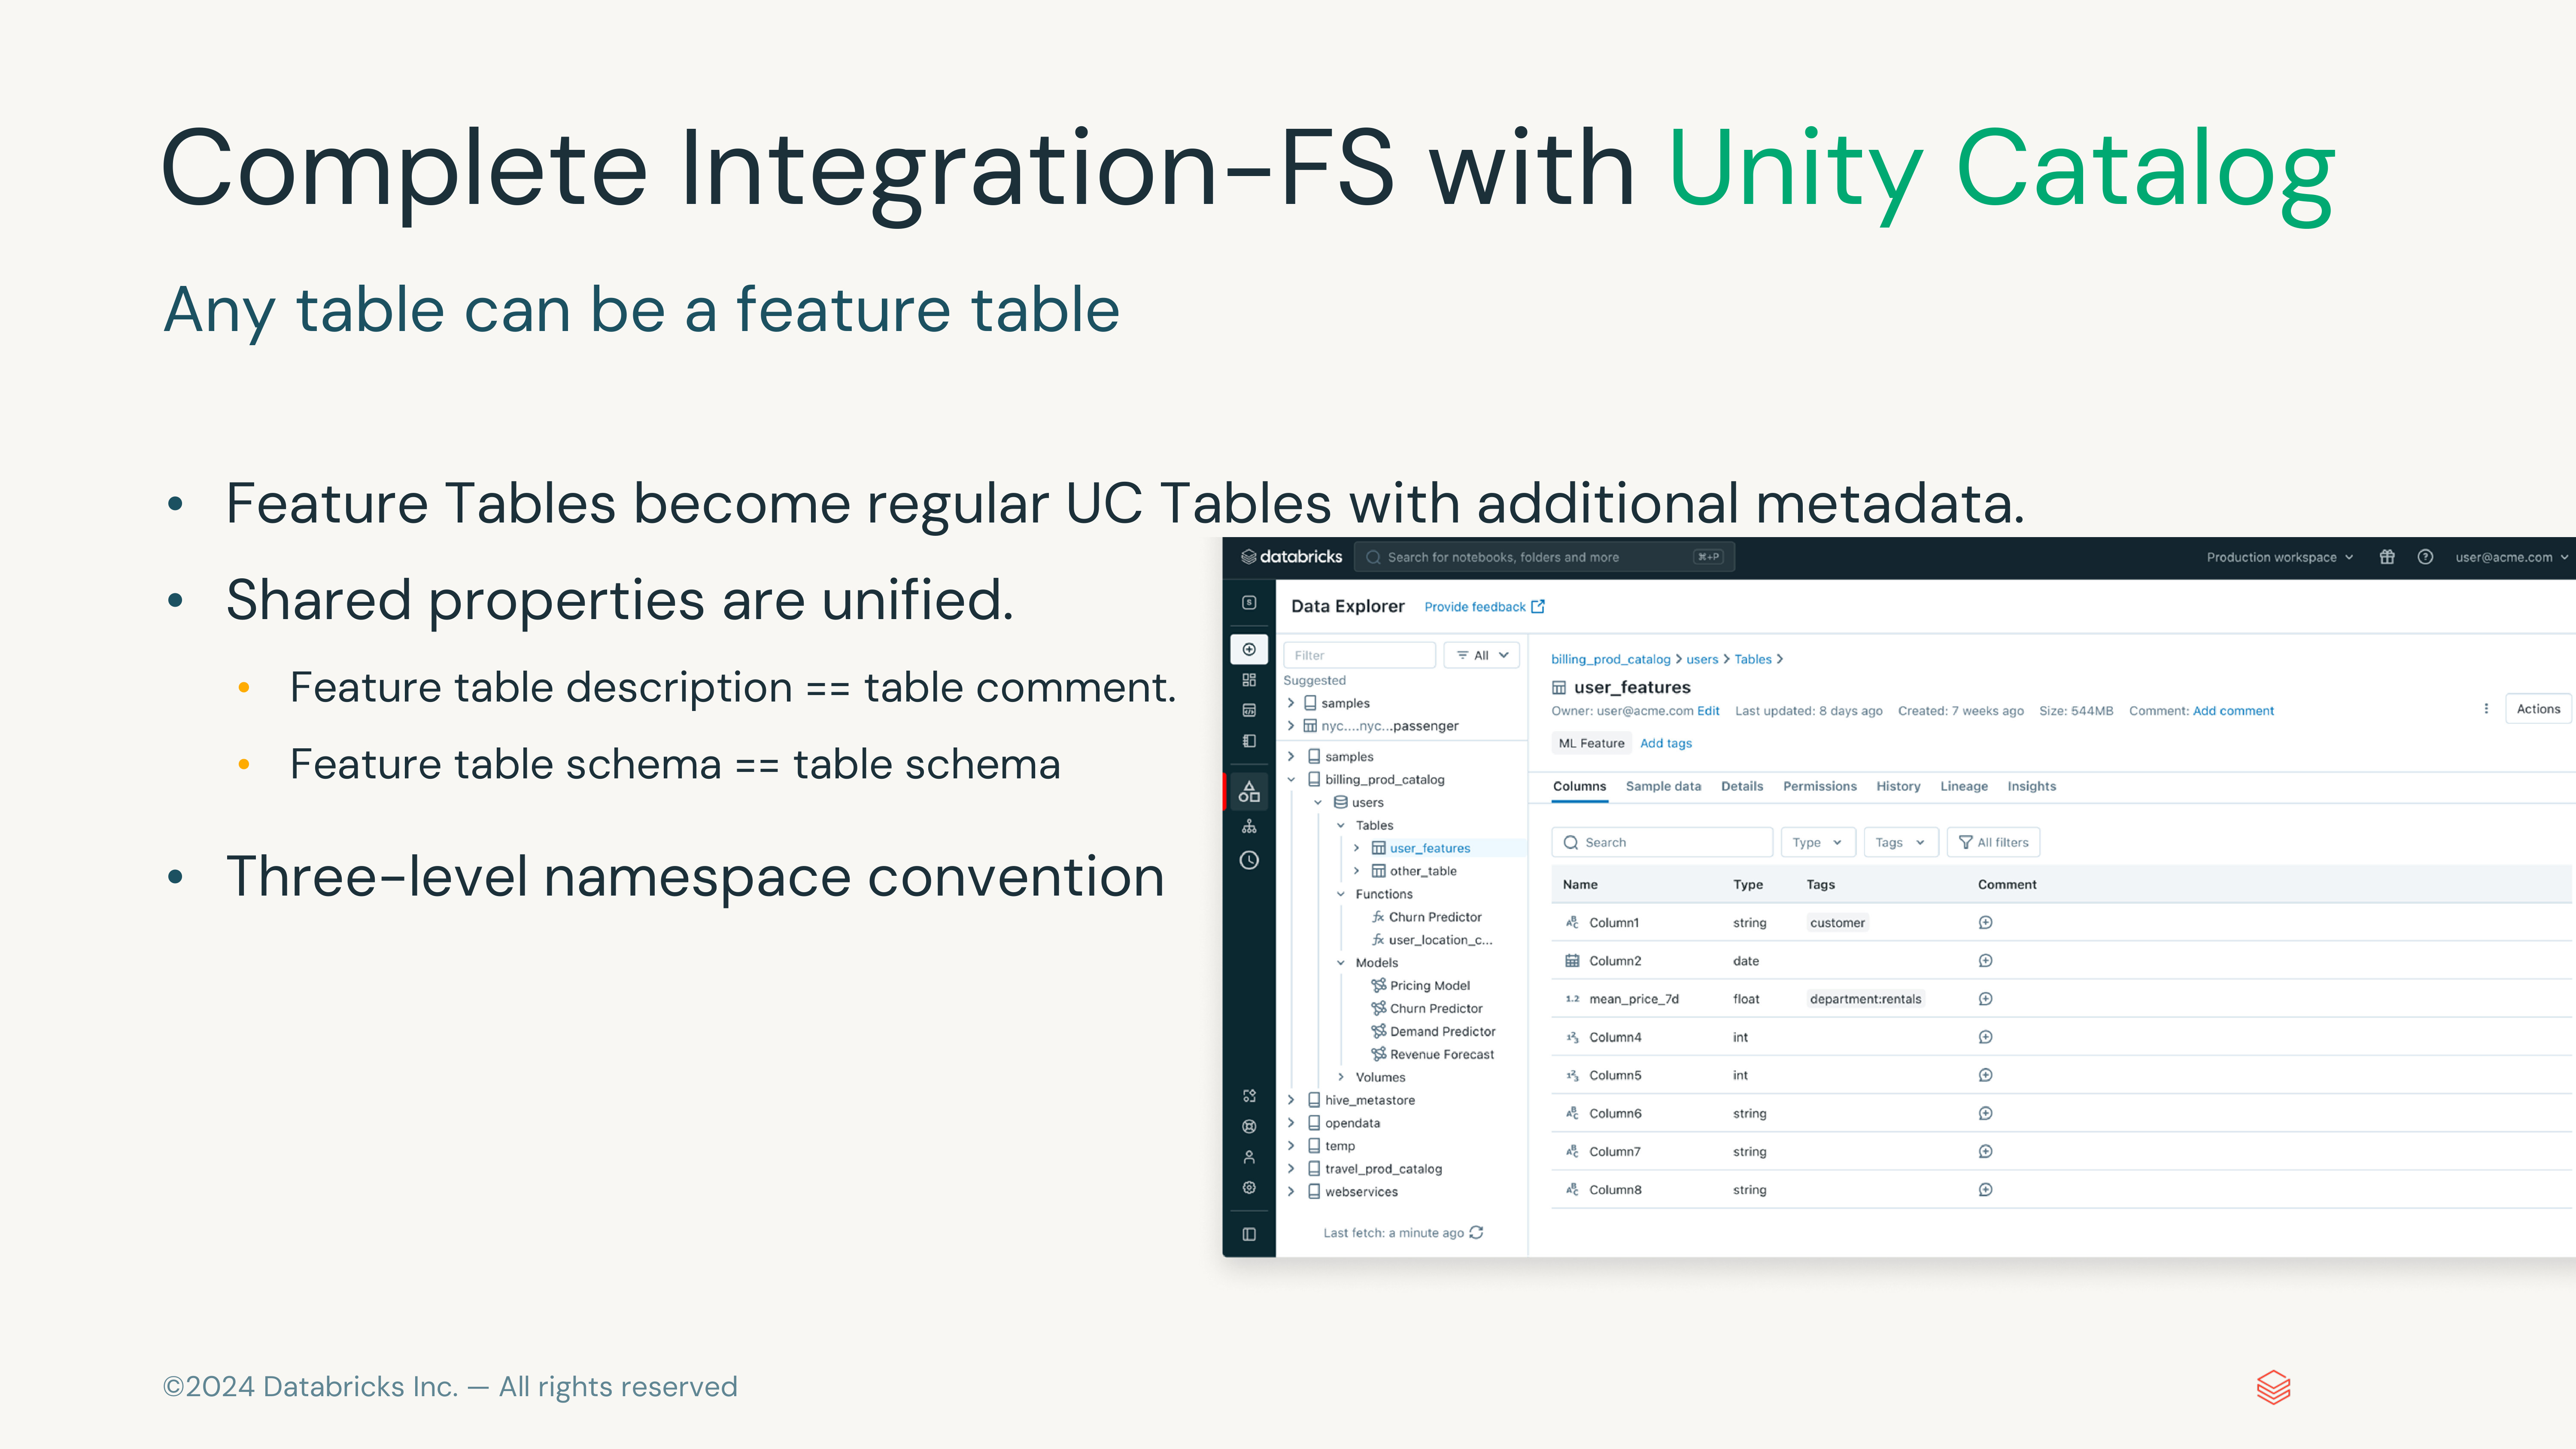 Complete Integration-FS with Unity Catalog
Any table can be a feature table
• Feature Tables become regular UC Tables with additional metadata.
• Shared properties are unified.
• Feature table description == table comment.
• Feature table schema == table schema
• Three-level namespace convention
databricks
Search for notebooks, folders and more ⌘+P
Production workspace
user@acme.com
Data Explorer Provide feedback
Filter All
Suggested
samples
nyc....nyc...passenger
samples
billing_prod_catalog
users
Tables
user_features
other_table
Functions
Churn Predictor
user_location_c...
Models
Pricing Model
Churn Predictor
Demand Predictor
Revenue Forecast
Volumes
hive_metastore
opendata
temp
travel_prod_catalog
webservices
Last fetch: a minute ago
billing_prod_catalog > users > Tables >
user_features
Owner: user@acme.com Edit Last updated: 8 days ago Created: 7 weeks ago Size: 544MB Comment: Add comment
Actions
ML Feature Add tags
Columns Sample data Details Permissions History Lineage Insights
Search Type Tags All filters
Name Type Tags Comment
Column1 string customer
Column2 date
1.2 mean_price_7d float department:rentals
Column4 int
Column5 int
Column6 string
Column7 string
Column8 string
©2024 Databricks Inc. — All rights reserved